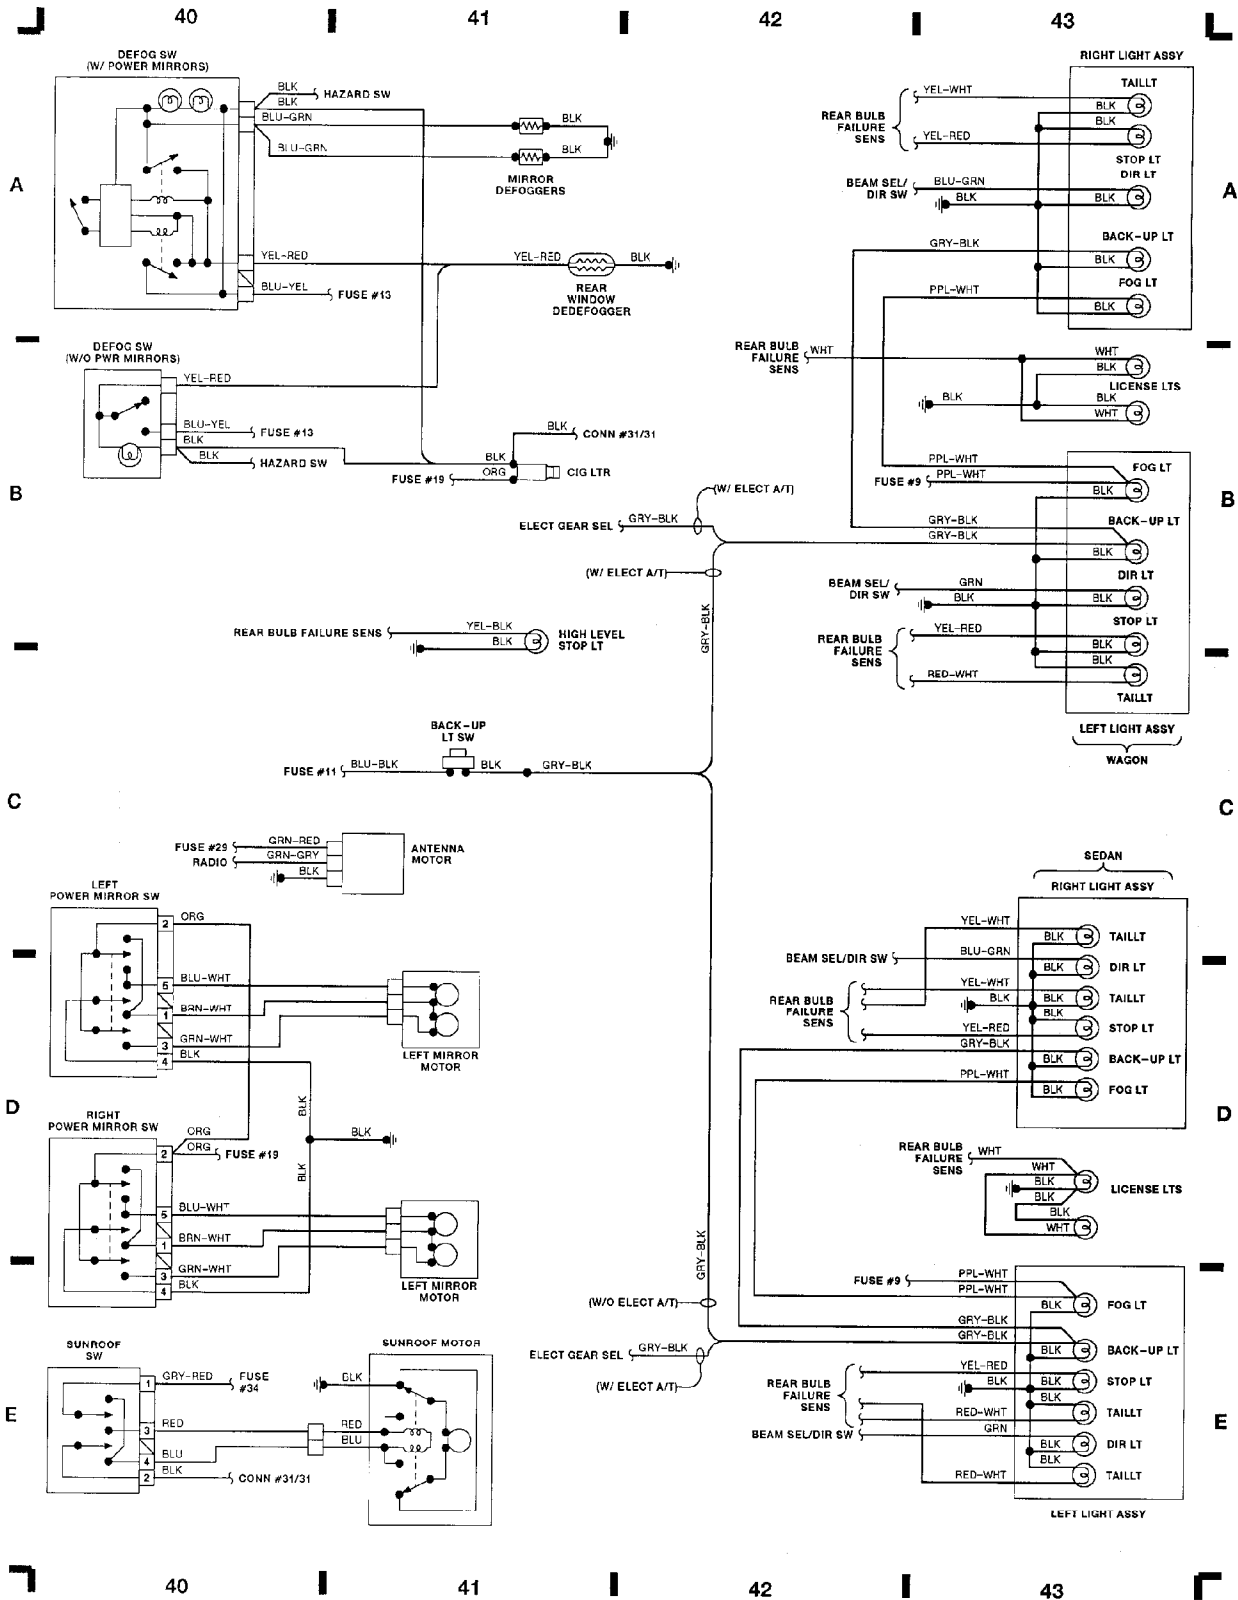 40 41 42 43
DEFOG SW
(W/ POWER MIRRORS)
BLK
HAZARD SW
BLK
BLU-GRN
BLK
BLU-GRN
BLK
MIRROR
DEFOGGERS
A
YEL-RED
YEL-RED
BLK
REAR
WINDOW
DEDEFOGGER
BLU-YEL
FUSE #13
DEFOG SW
(W/O PWR MIRRORS)
YEL-RED
BLU-YEL
FUSE #13
BLK
BLK
HAZARD SW
BLK
CONN #31/31
BLK
ORG
FUSE #19
CIG LTR
B
RIGHT LIGHT ASSY
TAILLT
YEL-WHT
BLK
REAR BULB
FAILURE
SENS
BLK
YEL-RED
STOP LT
DIR LT
BEAM SEL/
DIR SW
BLU-GRN
BLK
BLK
A
BACK-UP LT
GRY-BLK
BLK
FOG LT
PPL-WHT
BLK
REAR BULB
FAILURE
SENS
WHT
WHT
BLK
LICENSE LTS
BLK
BLK
WHT
PPL-WHT
FOG LT
FUSE #9
PPL-WHT
BLK
B
(W/ ELECT A/T)
ELECT GEAR SEL
GRY-BLK
GRY-BLK
BACK-UP LT
GRY-BLK
BLK
(W/ ELECT A/T)
DIR LT
BEAM SEL/
DIR SW
GRN
BLK
BLK
GRY-BLK
STOP LT
REAR BULB
FAILURE
SENS
YEL-RED
BLK
BLK
RED-WHT
TAILLT
LEFT LIGHT ASSY
WAGON
REAR BULB FAILURE SENS
YEL-BLK
BLK
HIGH LEVEL
STOP LT
BACK-UP
LT SW
FUSE #11
BLU-BLK
BLK
GRY-BLK
C
C
FUSE #29
GRN-RED
RADIO
GRN-GRY
BLK
ANTENNA
MOTOR
LEFT
POWER MIRROR SW
2
ORG
5
BLU-WHT
1
BRN-WHT
3
GRN-WHT
4
BLK
LEFT MIRROR
MOTOR
BLK
BLK
BLK
D
RIGHT
POWER MIRROR SW
ORG
2
ORG
FUSE #19
5
BLU-WHT
1
BRN-WHT
3
GRN-WHT
4
BLK
LEFT MIRROR
MOTOR
SEDAN
RIGHT LIGHT ASSY
YEL-WHT
BLK
TAILLT
BEAM SEL/DIR SW
BLU-GRN
BLK
DIR LT
REAR BULB
FAILURE
SENS
YEL-WHT
BLK
BLK
TAILLT
BLK
YEL-RED
STOP LT
GRY-BLK
BLK
BACK-UP LT
PPL-WHT
BLK
FOG LT
D
REAR BULB
FAILURE
SENS
WHT
WHT
BLK
BLK
LICENSE LTS
BLK
WHT
GRY-BLK
FUSE #9
PPL-WHT
PPL-WHT
BLK
FOG LT
(W/O ELECT A/T)
GRY-BLK
GRY-BLK
BLK
BACK-UP LT
ELECT GEAR SEL
GRY-BLK
(W/ ELECT A/T)
REAR BULB
FAILURE
SENS
YEL-RED
BLK
BLK
STOP LT
BLK
RED-WHT
TAILLT
BEAM SEL/DIR SW
GRN
BLK
DIR LT
BLK
RED-WHT
TAILLT
LEFT LIGHT ASSY
E
SUNROOF
SW
1
GRY-RED
FUSE
#34
3
RED
4
BLU
2
BLK
CONN #31/31
SUNROOF MOTOR
BLK
RED
BLU
E
40 41 42 43